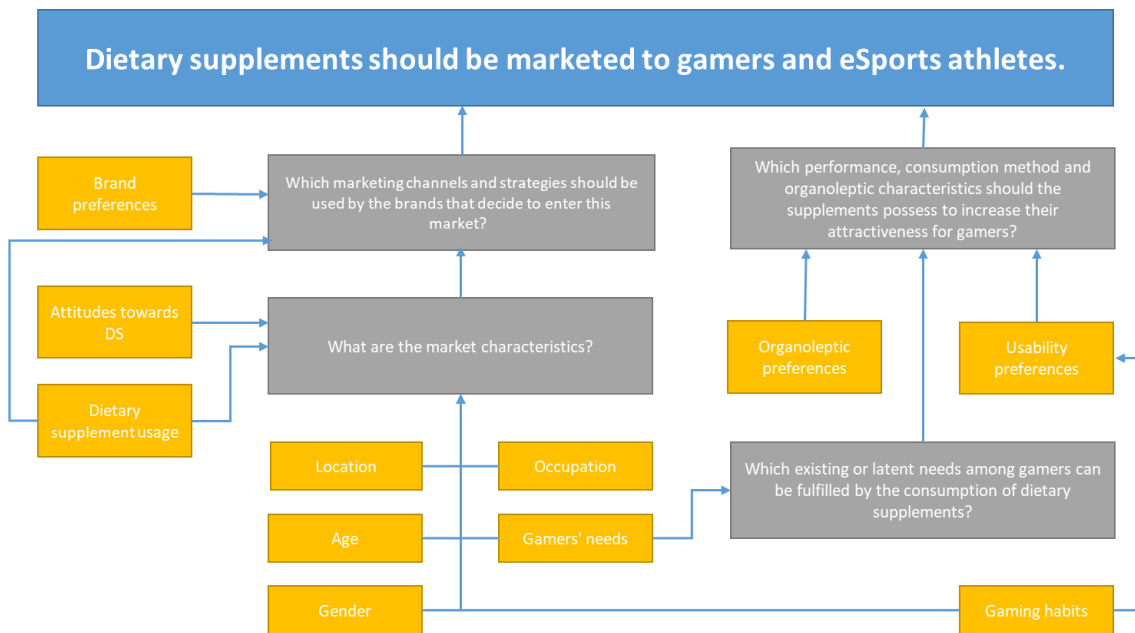 Dietary supplements should be marketed to gamers and eSports athletes.
Brand
preferences
Which marketing channels and strategies should be
used by the brands that decide to enter this
market?
Which performance, consumption method and
organoleptic characteristics should the
supplements possess to increase their
attractiveness for gamers?
Attitudes towards
DS
What are the market characteristics?
Organoleptic
preferences
Usability
preferences
Dietary
supplement usage
Location
Occupation
Which existing or latent needs among gamers can
be fulfilled by the consumption of dietary
supplements?
Age
Gamers' needs
Gender
Gaming habits